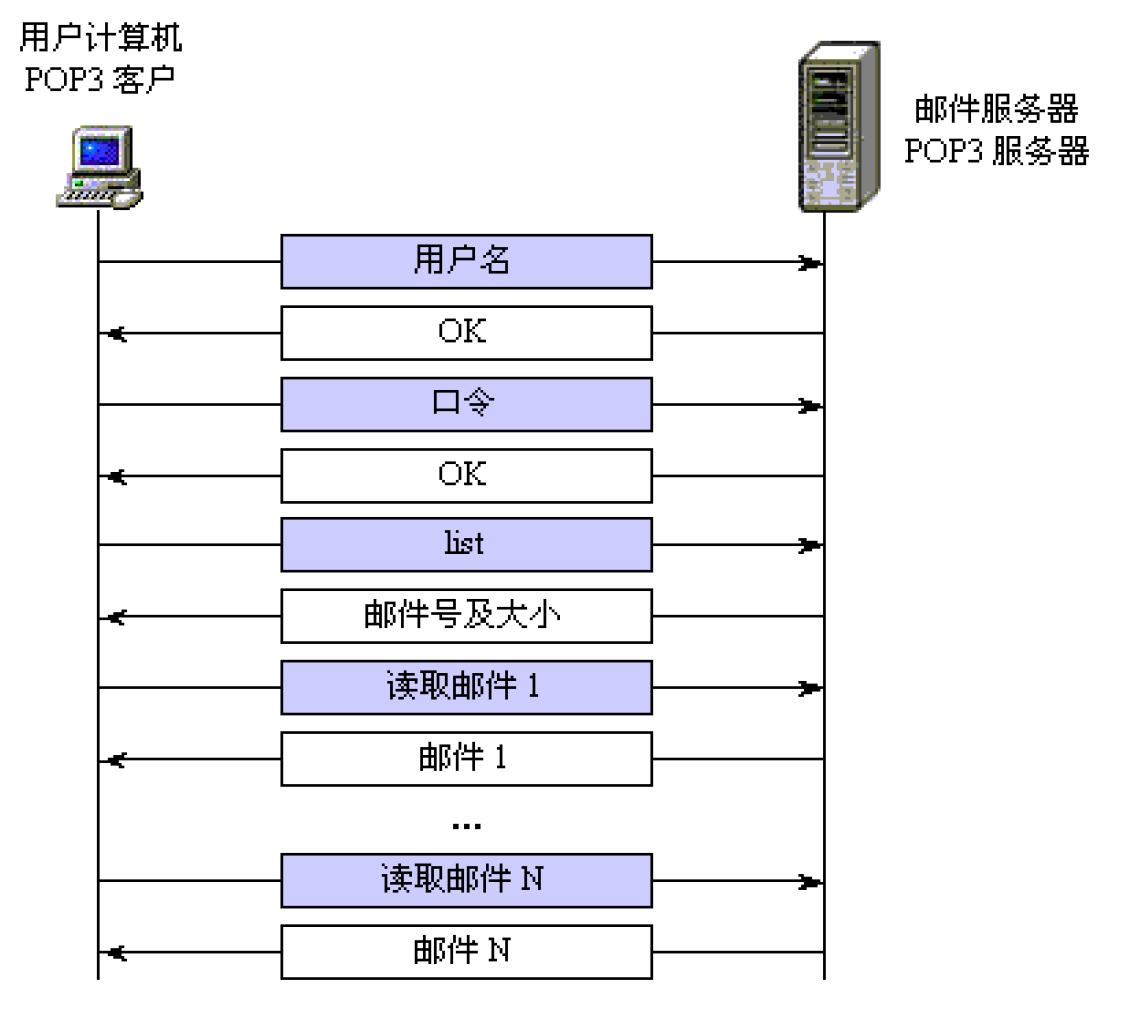 用户计算机
POP3 客户
邮件服务器
POP3 服务器
用户名
OK
口令
OK
list
邮件号及大小
读取邮件 1
邮件 1
...
读取邮件 N
邮件 N